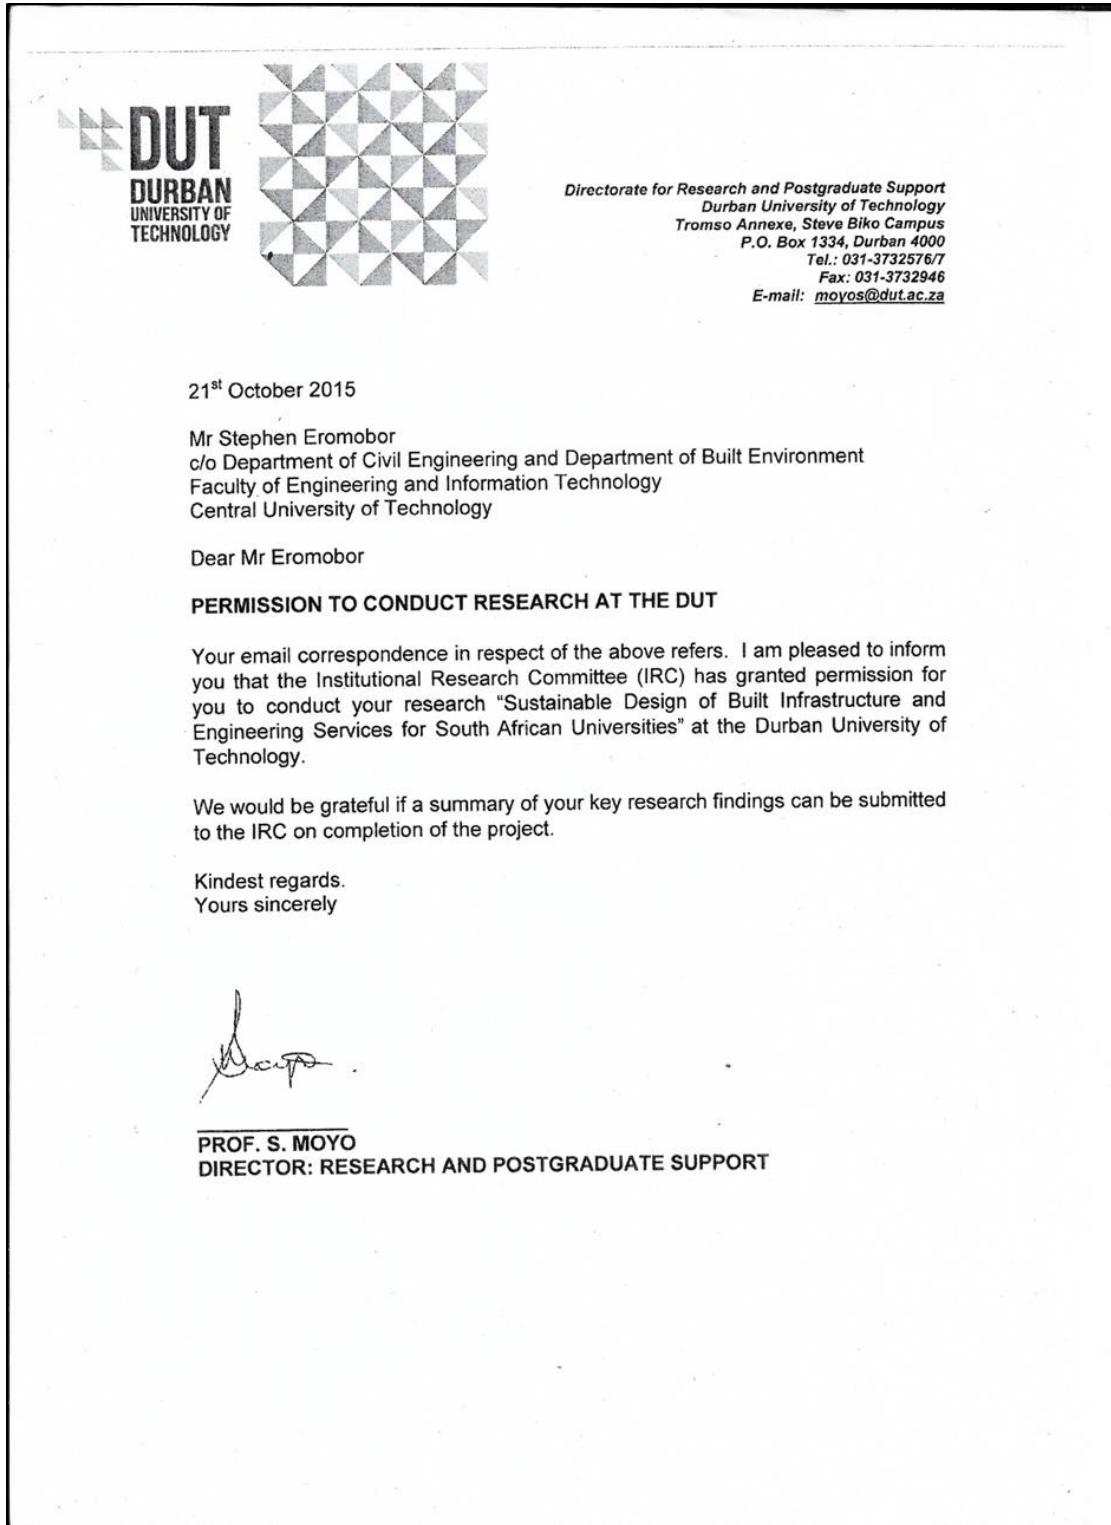 DUT
DURBAN
UNIVERSITY OF
TECHNOLOGY
Directorate for Research and Postgraduate Support
Durban University of Technology
Tromso Annexe, Steve Biko Campus
P.O. Box 1334, Durban 4000
Tel.: 031-3732576/7
Fax: 031-3732946
E-mail: moyos@dut.ac.za
21st October 2015
Mr Stephen Eromobor
c/o Department of Civil Engineering and Department of Built Environment
Faculty of Engineering and Information Technology
Central University of Technology
Dear Mr Eromobor
PERMISSION TO CONDUCT RESEARCH AT THE DUT
Your email correspondence in respect of the above refers. I am pleased to inform
you that the Institutional Research Committee (IRC) has granted permission for
you to conduct your research “Sustainable Design of Built Infrastructure and
Engineering Services for South African Universities” at the Durban University of
Technology.
We would be grateful if a summary of your key research findings can be submitted
to the IRC on completion of the project.
Kindest regards.
Yours sincerely
PROF. S. MOYO
DIRECTOR: RESEARCH AND POSTGRADUATE SUPPORT